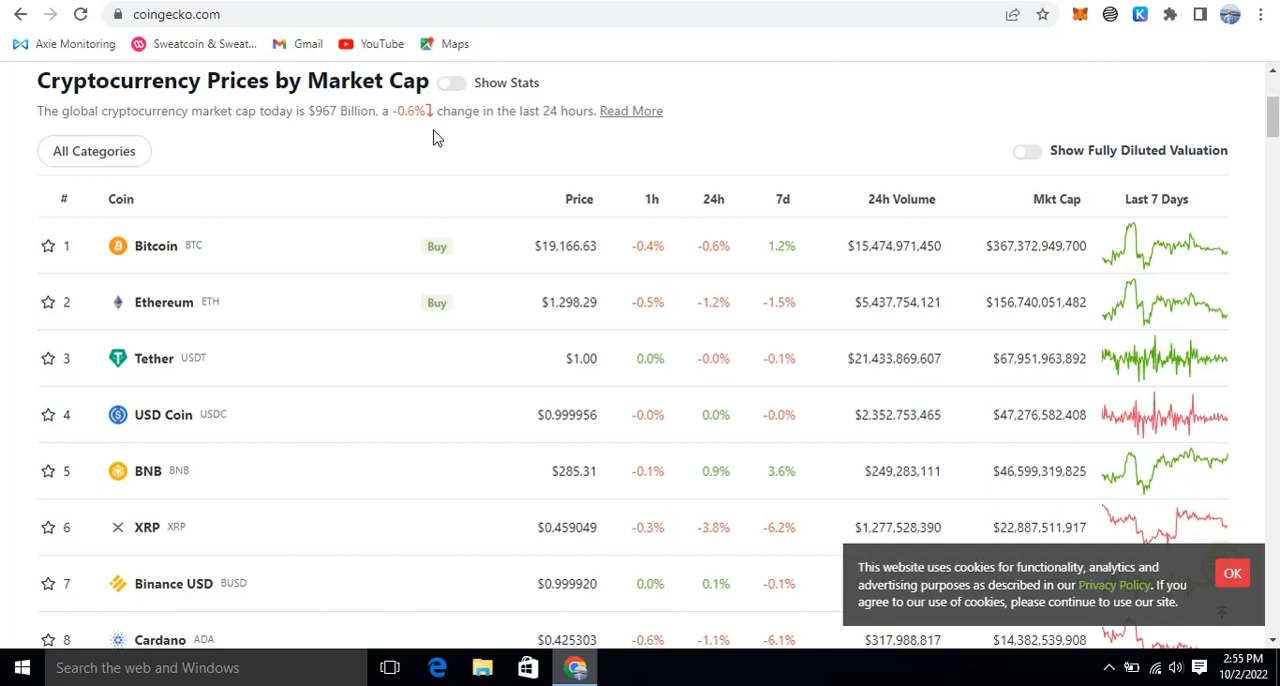 coingecko.com
Axie Monitoring Sweatcoin & Sweat... Gmail YouTube Maps
Cryptocurrency Prices by Market Cap Show Stats
The global cryptocurrency market cap today is $967 Billion, a -0.6% change in the last 24 hours. Read More
All Categories Show Fully Diluted Valuation
# Coin Price 1h 24h 7d 24h Volume Mkt Cap Last 7 Days
1 Bitcoin BTC Buy $19,166.63 -0.4% -0.6% 1.2% $15,474,971,450 $367,372,949,700
2 Ethereum ETH Buy $1,298.29 -0.5% -1.2% -1.5% $5,437,754,121 $156,740,051,482
3 Tether USDT $1.00 0.0% -0.0% -0.1% $21,433,869,607 $67,951,963,892
4 USD Coin USDC $0.999956 -0.0% 0.0% -0.0% $2,352,753,465 $47,276,582,408
5 BNB BNB $285.31 -0.1% 0.9% 3.6% $249,283,111 $46,599,319,825
6 XRP XRP $0.459049 -0.3% -3.8% -6.2% $1,277,528,390 $22,887,511,917
7 Binance USD BUSD $0.999920 0.0% 0.1% -0.1%
8 Cardano ADA $0.425303 -0.6% -1.1% -6.1% $317,988,817 $14,382,539,908
This website uses cookies for functionality, analytics and
advertising purposes as described in our Privacy Policy. If you
agree to our use of cookies, please continue to use our site.
OK
Search the web and Windows
2:55 PM
10/2/2022